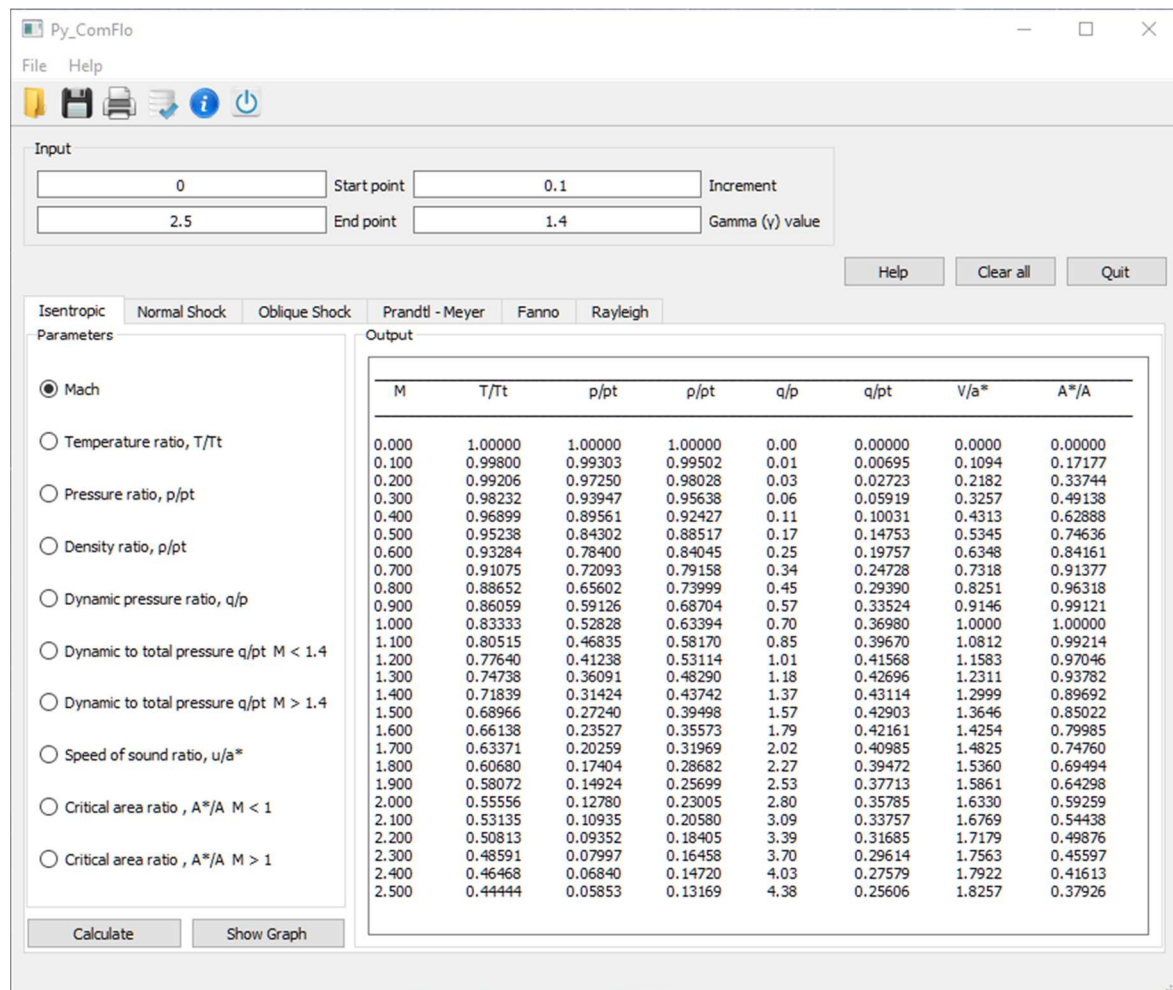 Py_ComFlo
File Help
Input
0 Start point 0.1 Increment
2.5 End point 1.4 Gamma (γ) value
Help Clear all Quit
Isentropic Normal Shock Oblique Shock Prandtl - Meyer Fanno Rayleigh
Parameters
Mach
Temperature ratio, T/Tt
Pressure ratio, p/pt
Density ratio, ρ/ρt
Dynamic pressure ratio, q/p
Dynamic to total pressure q/pt M < 1.4
Dynamic to total pressure q/pt M > 1.4
Speed of sound ratio, u/a*
Critical area ratio , A*/A M < 1
Critical area ratio , A*/A M > 1
Calculate Show Graph
Output
M T/Tt p/pt ρ/ρt q/p q/pt V/a* A*/A
0.000 1.00000 1.00000 1.00000 0.00 0.00000 0.0000 0.00000
0.100 0.99800 0.99303 0.99502 0.01 0.00695 0.1094 0.17177
0.200 0.99206 0.97250 0.98028 0.03 0.02723 0.2182 0.33744
0.300 0.98232 0.93947 0.95638 0.06 0.05919 0.3257 0.49138
0.400 0.96899 0.89561 0.92427 0.11 0.10031 0.4313 0.62888
0.500 0.95238 0.84302 0.88517 0.17 0.14753 0.5345 0.74636
0.600 0.93284 0.78400 0.84045 0.25 0.19757 0.6348 0.84161
0.700 0.91075 0.72093 0.79158 0.34 0.24728 0.7318 0.91377
0.800 0.88652 0.65602 0.73999 0.45 0.29390 0.8251 0.96318
0.900 0.86059 0.59126 0.68704 0.57 0.33524 0.9146 0.99121
1.000 0.83333 0.52828 0.63394 0.70 0.36980 1.0000 1.00000
1.100 0.80515 0.46835 0.58170 0.85 0.39670 1.0812 0.99214
1.200 0.77640 0.41238 0.53114 1.01 0.41568 1.1583 0.97046
1.300 0.74738 0.36091 0.48290 1.18 0.42696 1.2311 0.93782
1.400 0.71839 0.31424 0.43742 1.37 0.43114 1.2999 0.89692
1.500 0.68966 0.27240 0.39498 1.57 0.42903 1.3646 0.85022
1.600 0.66138 0.23527 0.35573 1.79 0.42161 1.4254 0.79985
1.700 0.63371 0.20259 0.31969 2.02 0.40985 1.4825 0.74760
1.800 0.60680 0.17404 0.28682 2.27 0.39472 1.5360 0.69494
1.900 0.58072 0.14924 0.25699 2.53 0.37713 1.5861 0.64298
2.000 0.55556 0.12780 0.23005 2.80 0.35785 1.6330 0.59259
2.100 0.53135 0.10935 0.20580 3.09 0.33757 1.6769 0.54438
2.200 0.50813 0.09352 0.18405 3.39 0.31685 1.7179 0.49876
2.300 0.48591 0.07997 0.16458 3.70 0.29614 1.7563 0.45597
2.400 0.46468 0.06840 0.14720 4.03 0.27579 1.7922 0.41613
2.500 0.44444 0.05853 0.13169 4.38 0.25606 1.8257 0.37926